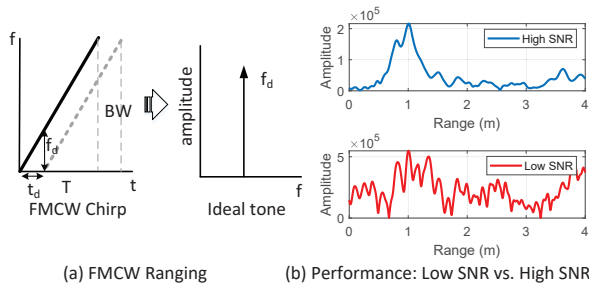 f
BW
f_d
t_d
T
t
FMCW Chirp
amplitude
f_d
f
Ideal tone
(a) FMCW Ranging
×10^5
2
1
0
Amplitude
High SNR
0 1 2 3 4
Range (m)
×10^5
5
0
Amplitude
Low SNR
0 1 2 3 4
Range (m)
(b) Performance: Low SNR vs. High SNR